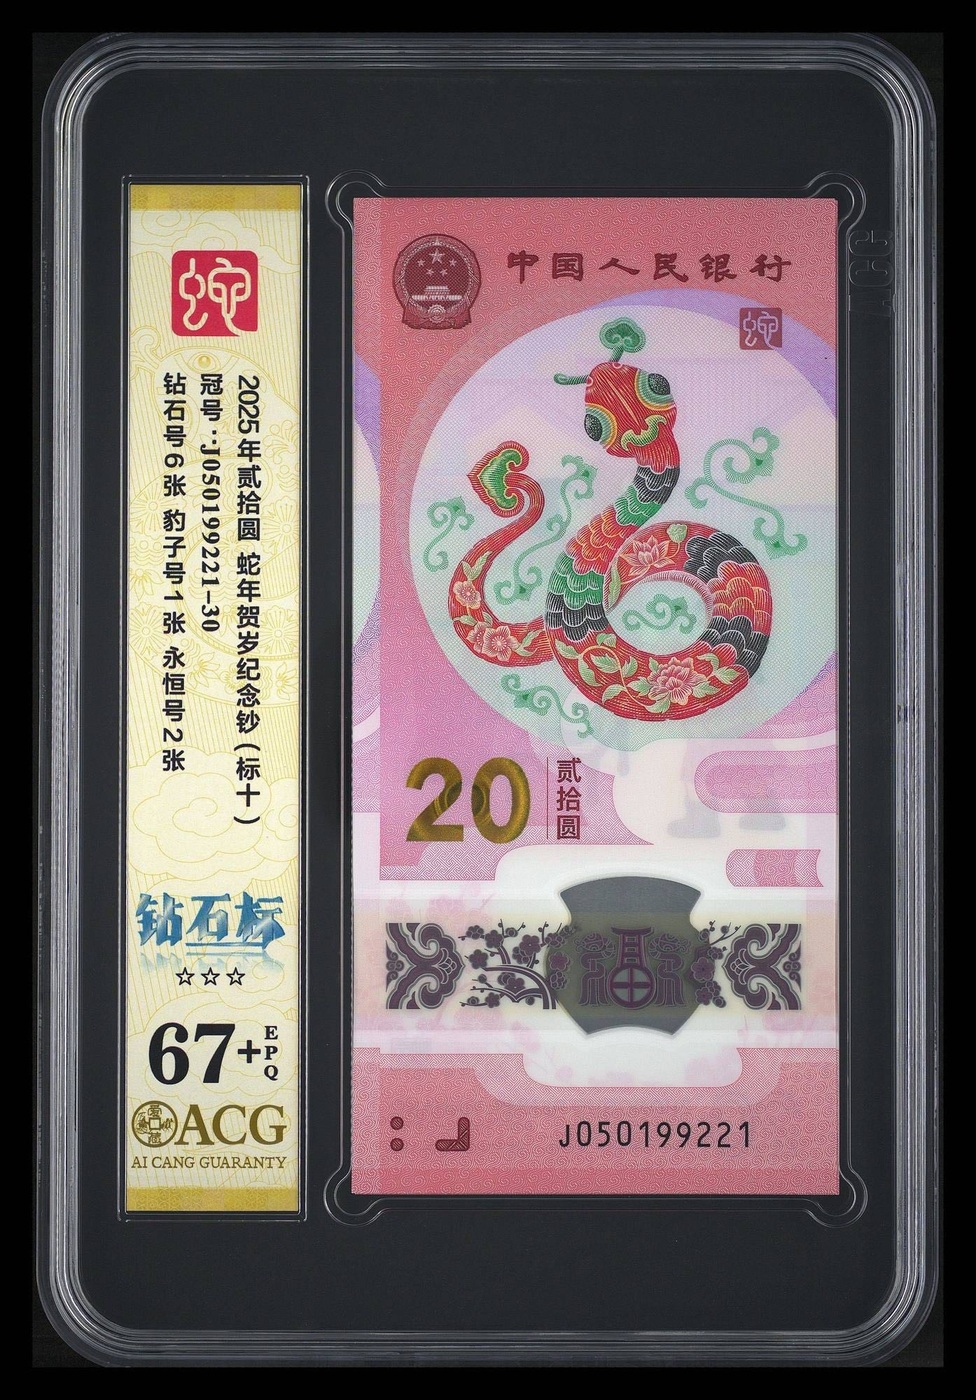 蛇
2025年贰拾圆 蛇年贺岁纪念钞(标十)
冠号:J050199221-30
钻石号6张 豹子号1张 永恒号2张
钻石标
☆☆☆
67+EPQ
ACG
AI CANG GUARANTY
中国人民银行
蛇
20 贰拾圆
J050199221
ACG